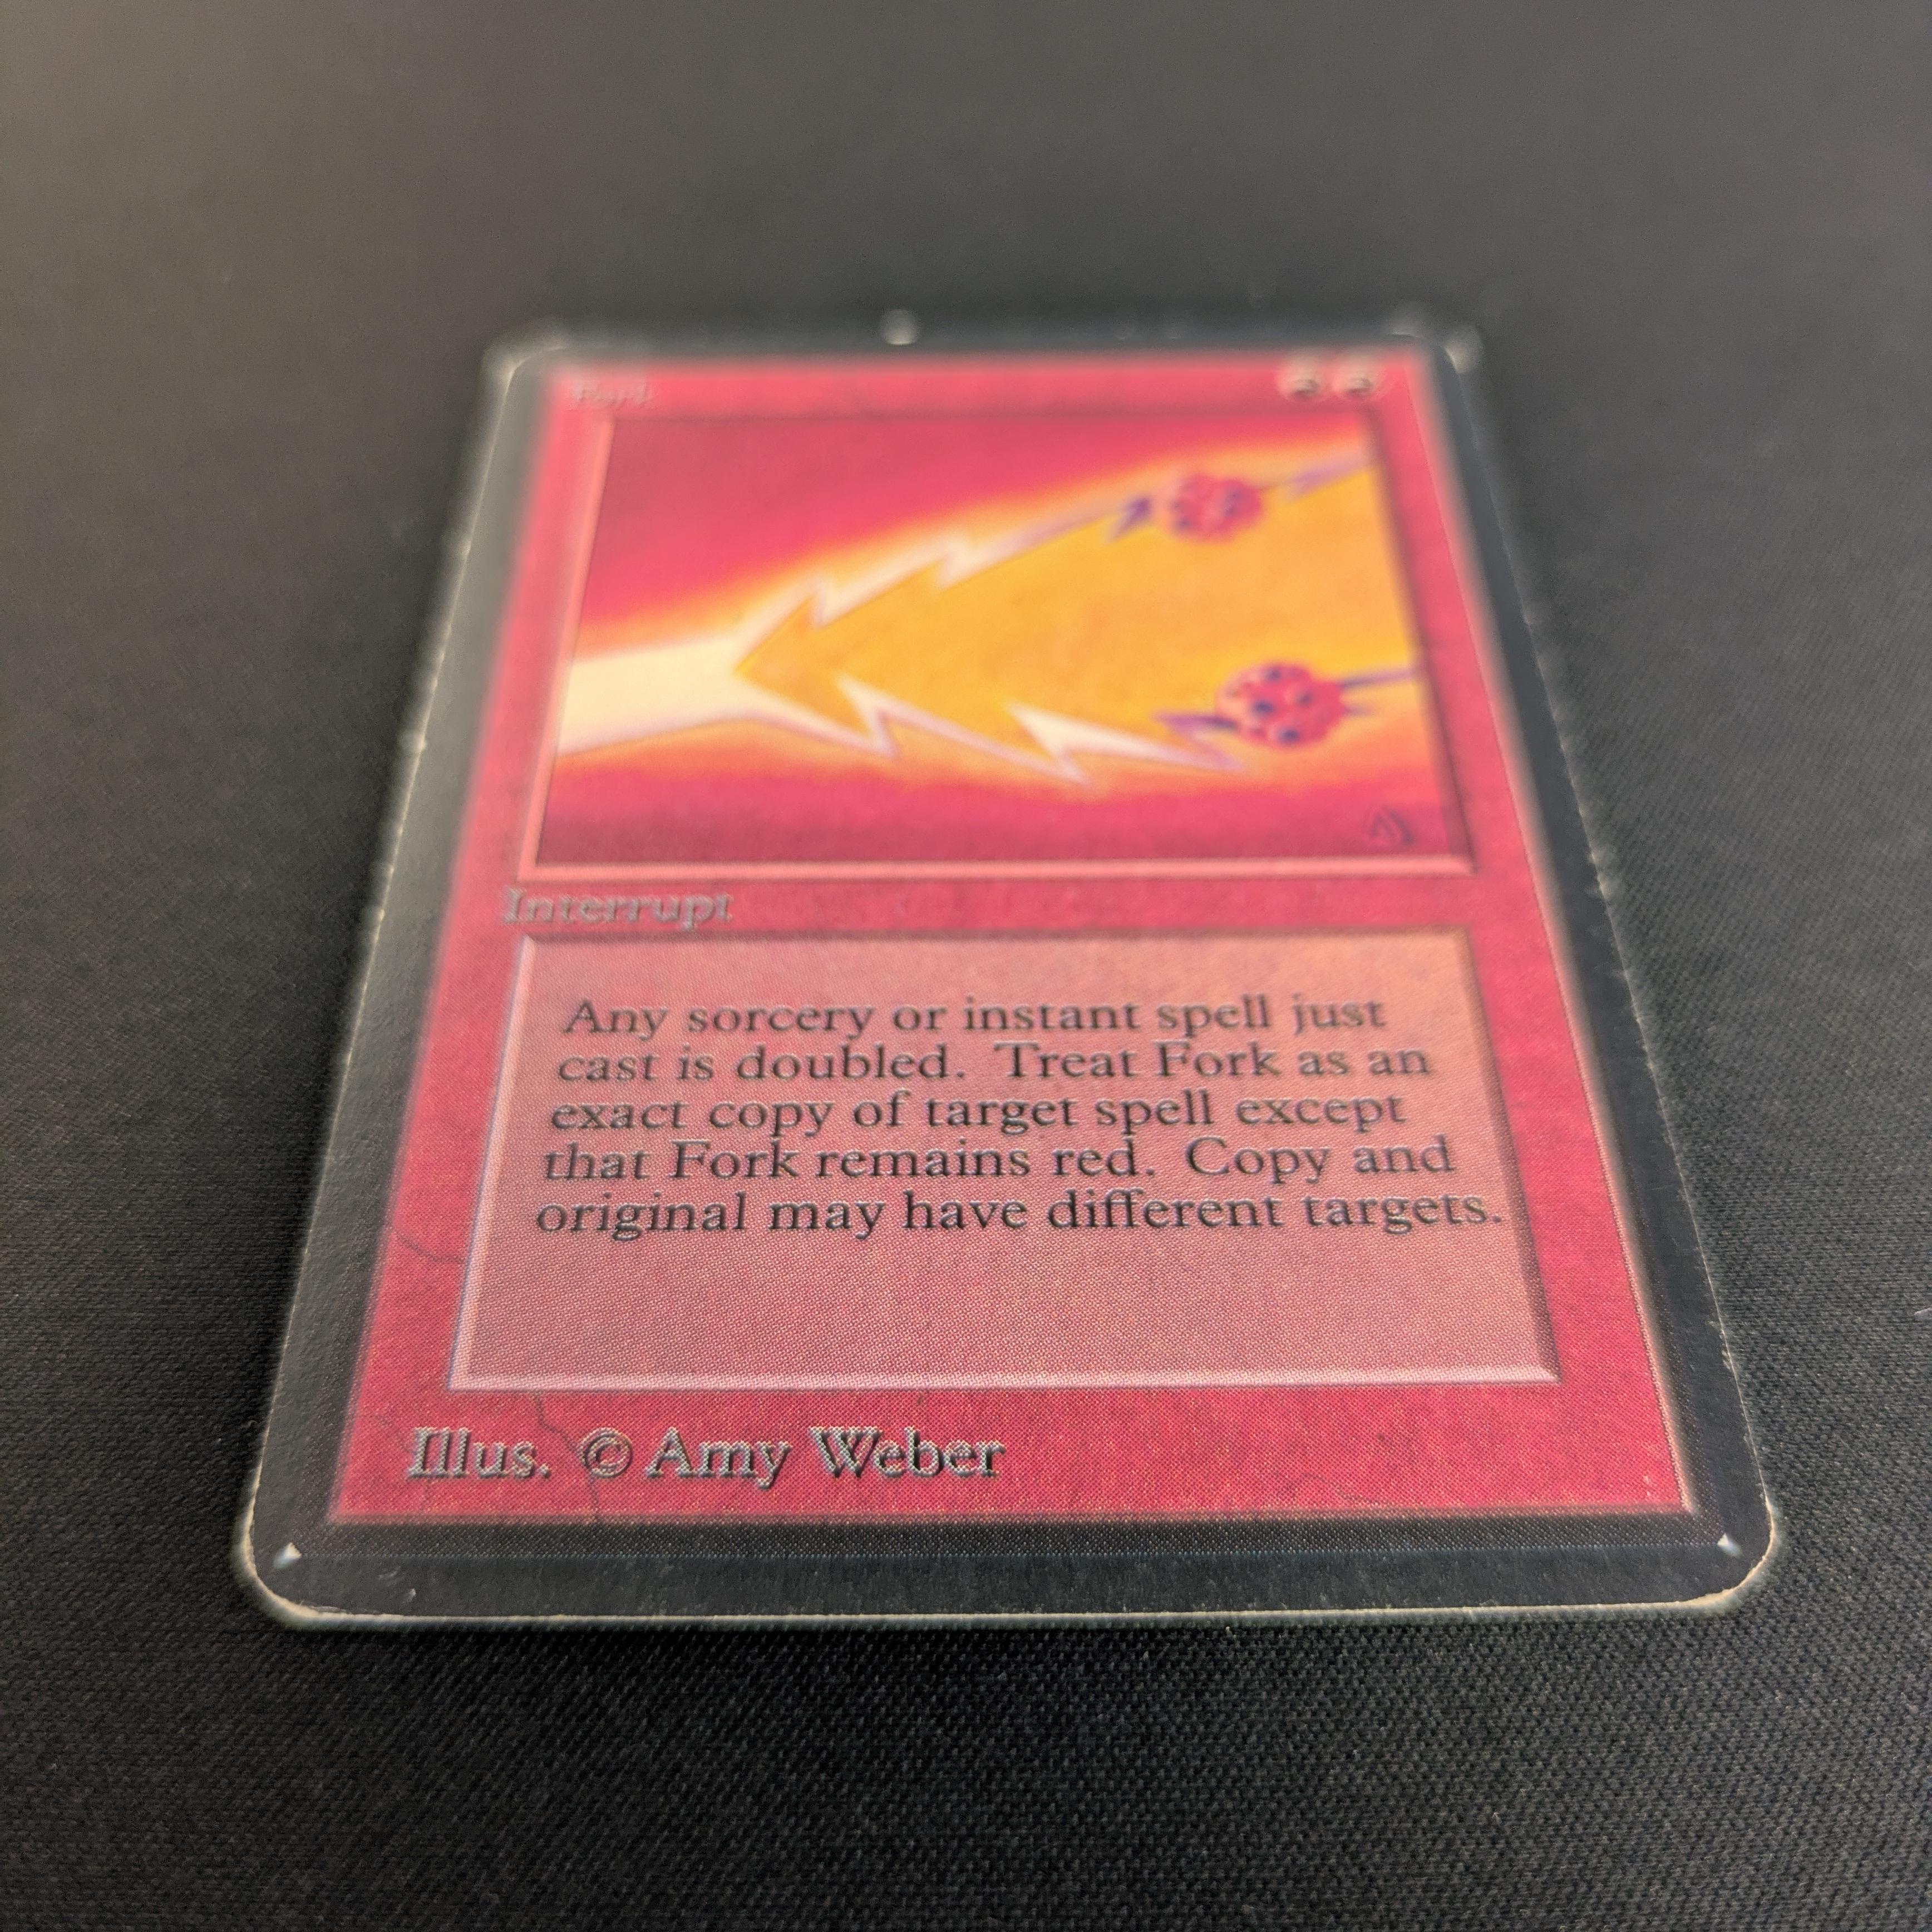 Fork
Interrupt
Any sorcery or instant spell just
cast is doubled. Treat Fork as an
exact copy of target spell except
that Fork remains red. Copy and
original may have different targets.
Illus. © Amy Weber